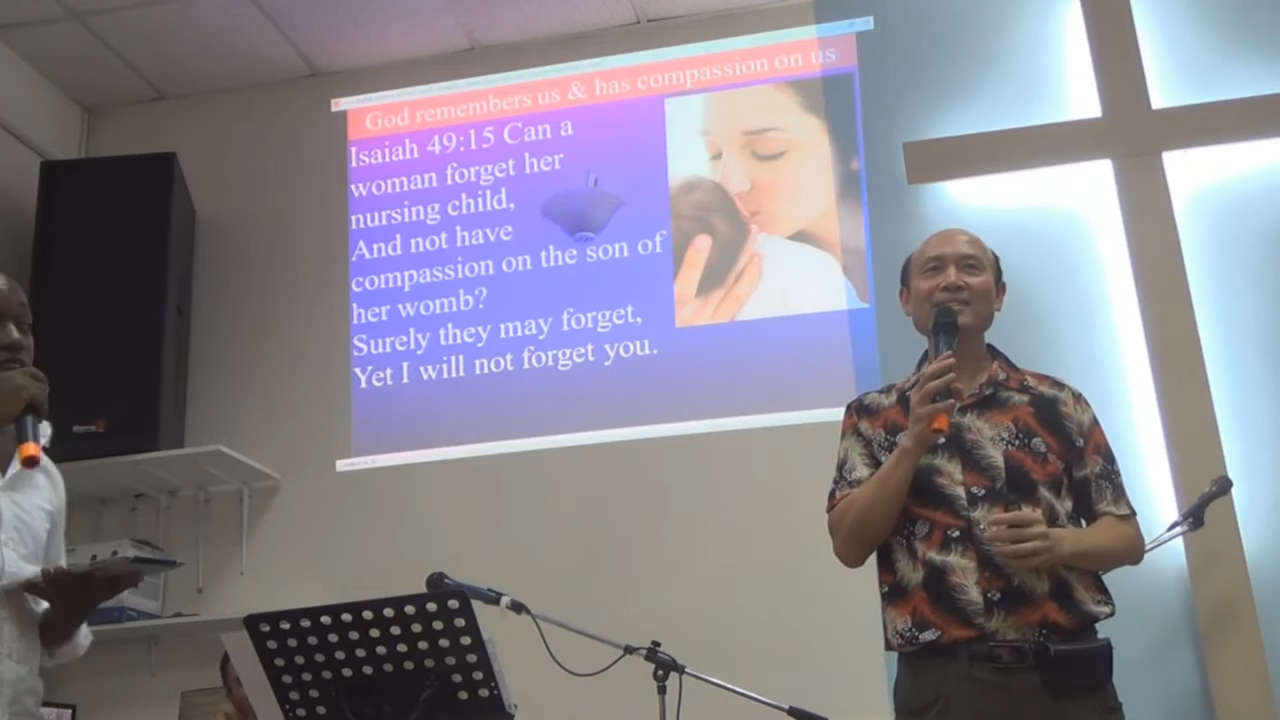 God remembers us & has compassion on us
Isaiah 49:15 Can a
woman forget her
nursing child,
And not have
compassion on the son of
her womb?
Surely they may forget,
Yet I will not forget you.